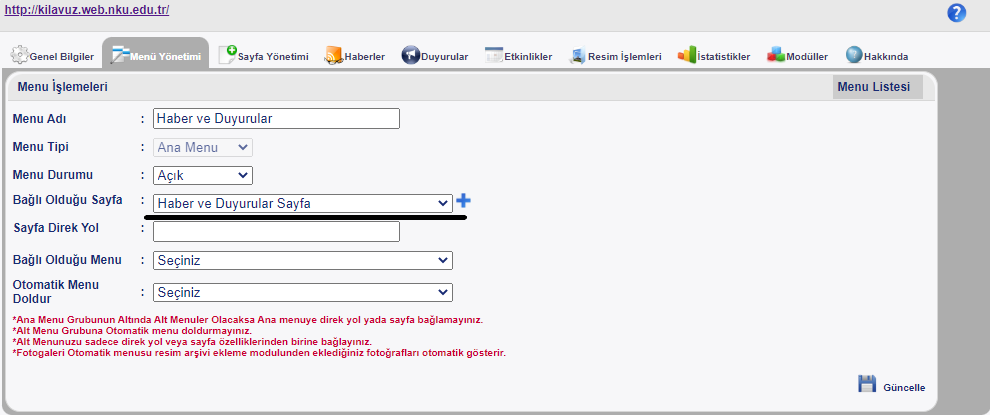 http://kilavuz.web.nku.edu.tr/
Genel Bilgiler Menü Yönetimi Sayfa Yönetimi Haberler Duyurular Etkinlikler Resim İşlemleri İstatistikler Modüller Hakkında
Menu İşlemeleri Menu Listesi
Menu Adı : Haber ve Duyurular
Menu Tipi : Ana Menu
Menu Durumu : Açık
Bağlı Olduğu Sayfa : Haber ve Duyurular Sayfa
Sayfa Direk Yol :
Bağlı Olduğu Menu : Seçiniz
Otomatik Menu
Doldur : Seçiniz
*Ana Menu Grubunun Altında Alt Menuler Olacaksa Ana menuye direk yol yada sayfa bağlamayınız.
*Alt Menu Grubuna Otomatik menu doldurmayınız.
*Alt Menunuzu sadece direk yol veya sayfa özelliklerinden birine bağlayınız.
*Fotogaleri Otomatik menusu resim arşivi ekleme modulunden eklediğiniz fotoğrafları otomatik gösterir.
Güncelle